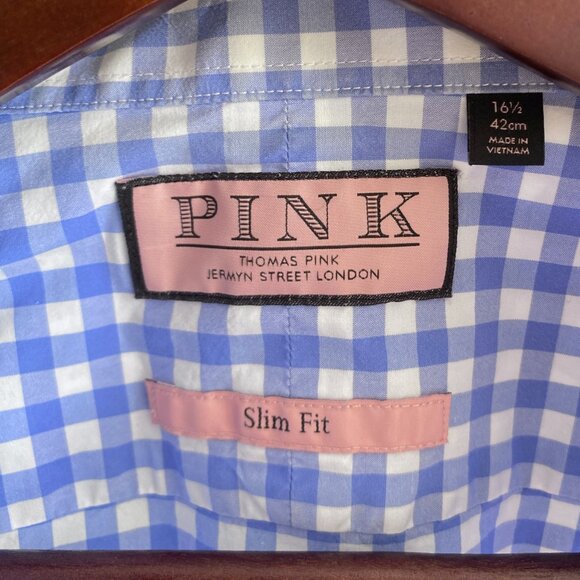 16½
42cm
MADE IN
VIETNAM
PINK
THOMAS PINK
JERMYN STREET LONDON
Slim Fit